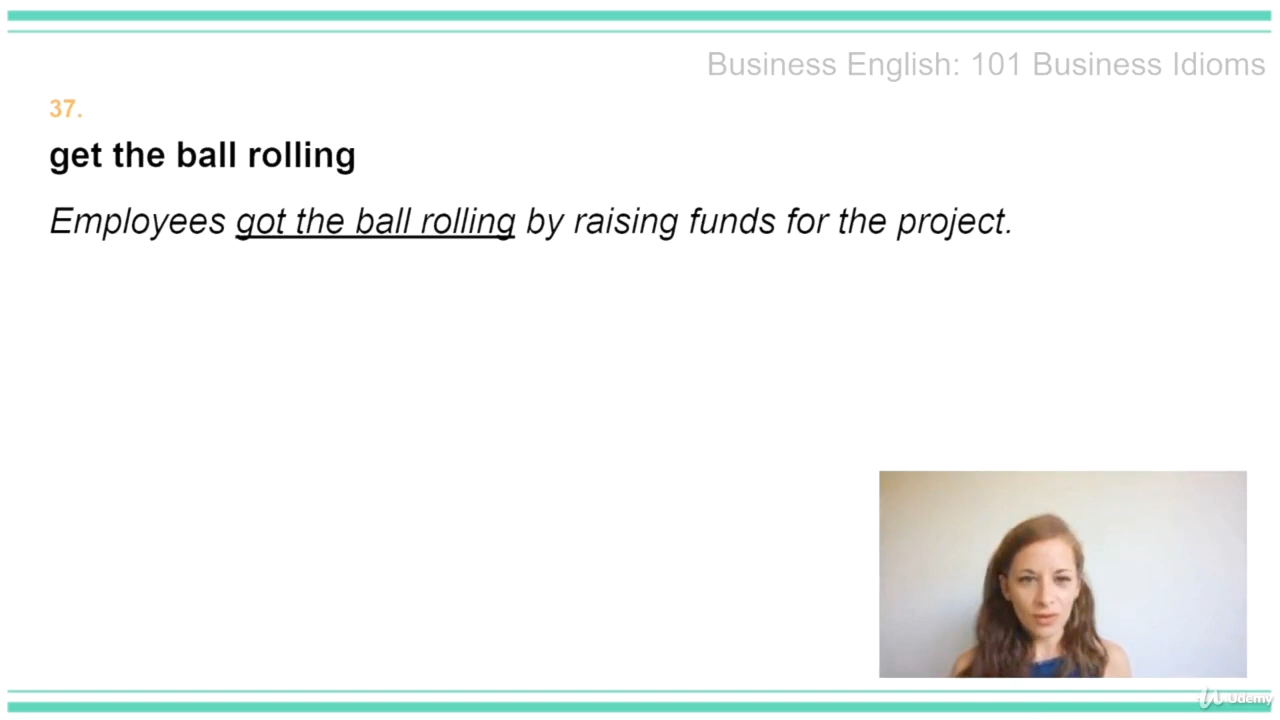 Business English: 101 Business Idioms
37.
get the ball rolling
Employees got the ball rolling by raising funds for the project.
Udemy